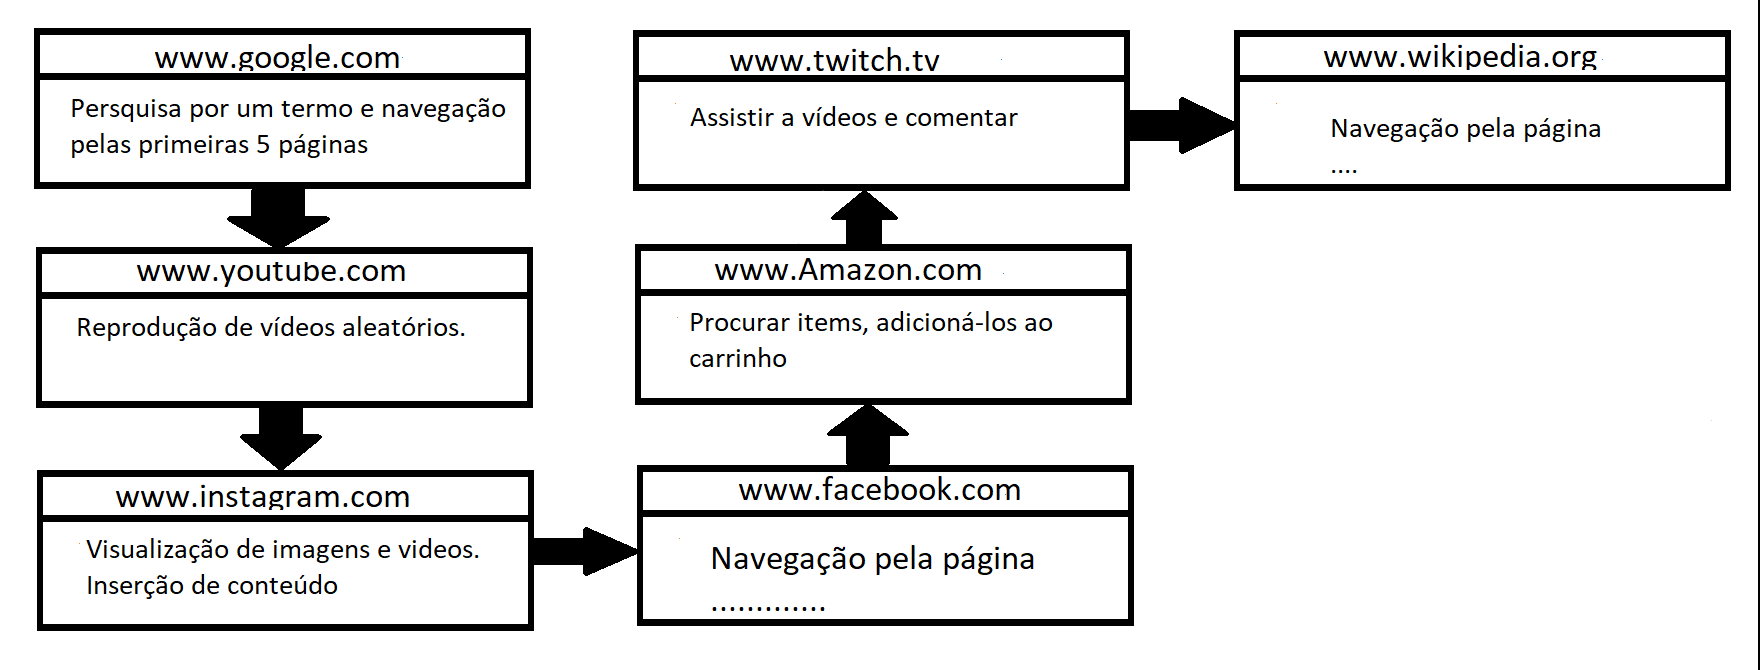 www.google.com
Persquisa por um termo e navegação
pelas primeiras 5 páginas
www.youtube.com
Reprodução de vídeos aleatórios.
www.instagram.com
Visualização de imagens e videos.
Inserção de conteúdo
www.facebook.com
Navegação pela página
.............
www.Amazon.com
Procurar items, adicioná-los ao
carrinho
www.twitch.tv
Assistir a vídeos e comentar
www.wikipedia.org
Navegação pela página
....